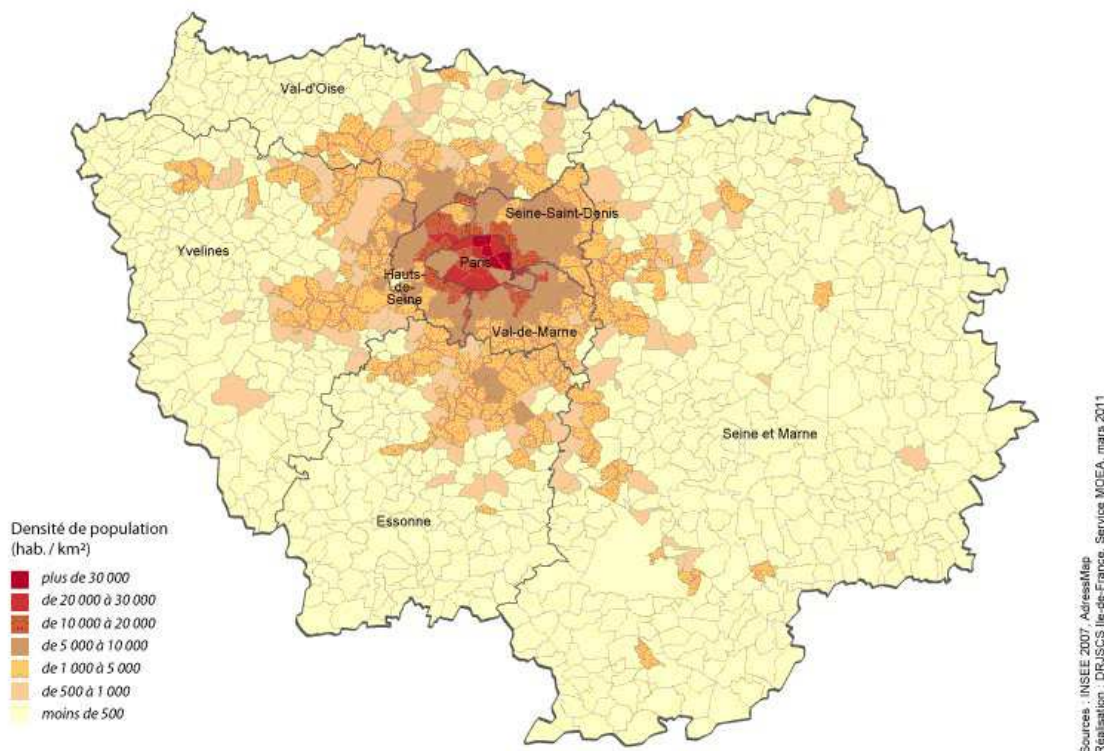 Val-d'Oise
Seine-Saint-Denis
Yvelines
Paris
Hauts-
de-
Seine
Val-de-Marne
Seine et Marne
Essonne
Densité de population
(hab. / km²)
plus de 30 000
de 20 000 à 30 000
de 10 000 à 20 000
de 5 000 à 10 000
de 1 000 à 5 000
de 500 à 1 000
moins de 500
Sources : INSEE 2007, AdressMap
Réalisation : DRJSCS Ile-de-France, Service MOEA, mars 2011